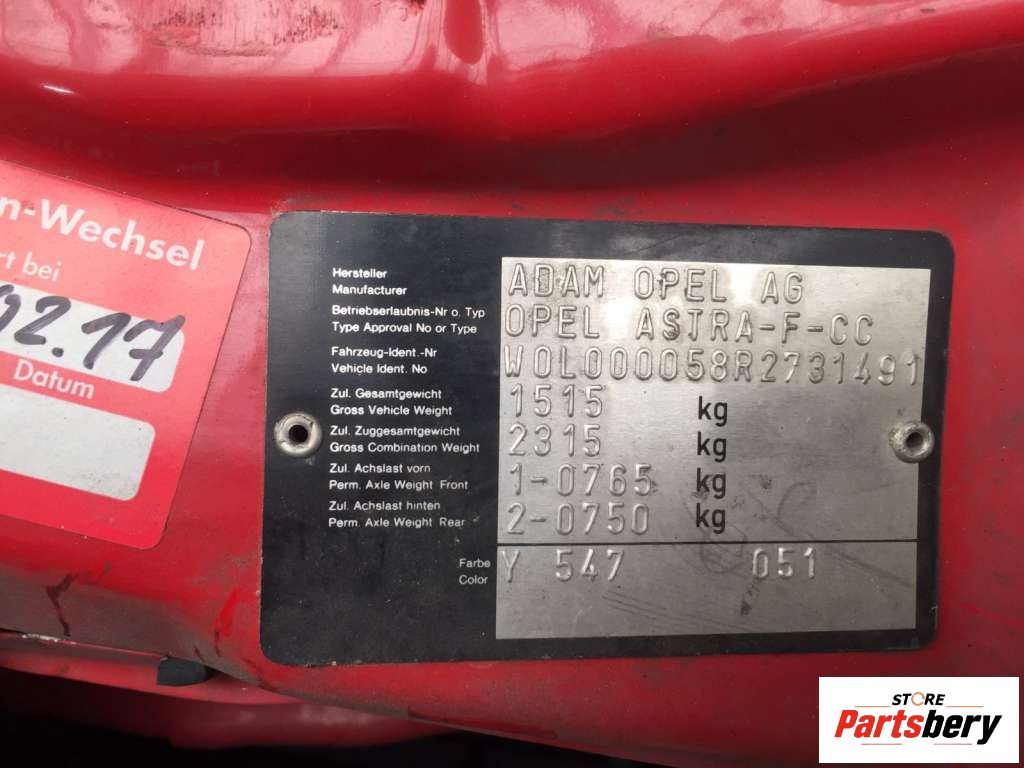 n-Wechsel
rt bei
02.17
Datum
Hersteller
Manufacturer
ADAM OPEL AG
Betriebserlaubnis-Nr o. Typ
Type Approval No or Type
OPEL ASTRA-F-CC
Fahrzeug-Ident.-Nr
Vehicle Ident. No
W0L000058R2731491
Zul. Gesamtgewicht
Gross Vehicle Weight
1515 kg
Zul. Zuggesamtgewicht
Gross Combination Weight
2315 kg
Zul. Achslast vorn
Perm. Axle Weight Front
1-0765 kg
Zul. Achslast hinten
Perm. Axle Weight Rear
2-0750 kg
Farbe
Color
Y 547 051
STORE
Partsbery